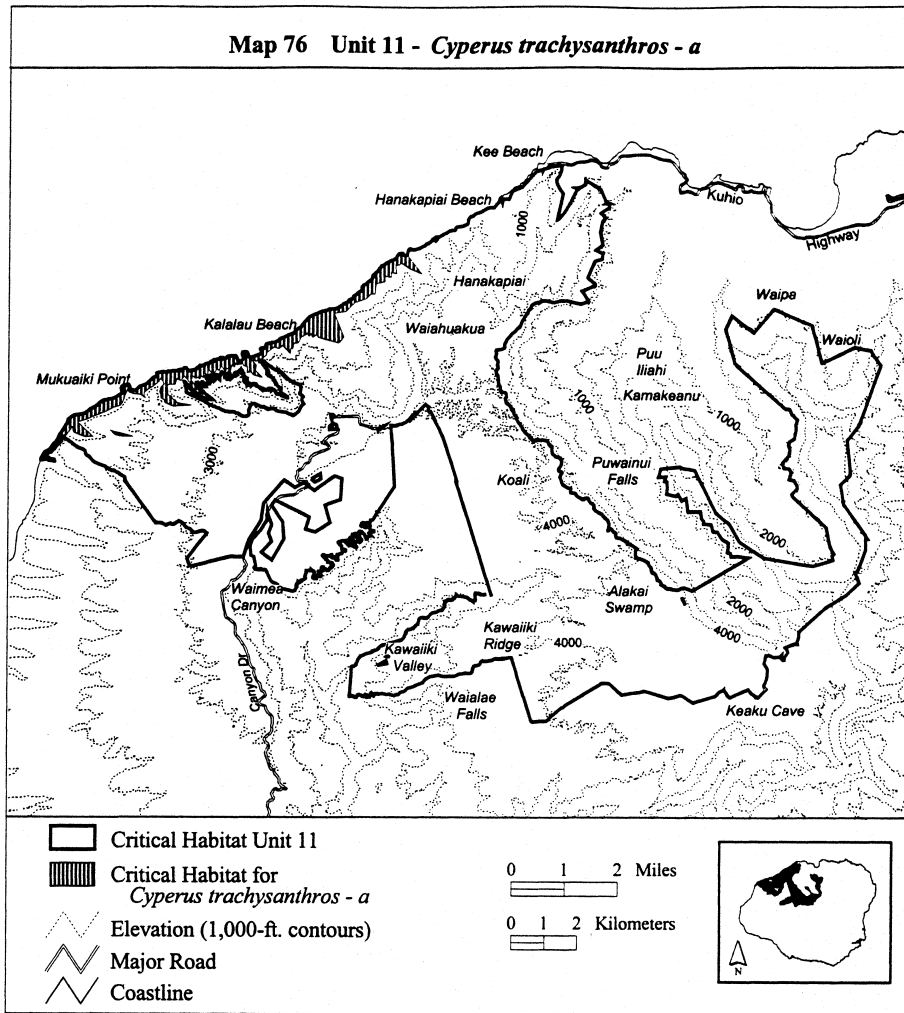 Map 76 Unit 11 - Cyperus trachysanthros - a
Kee Beach
Hanakapiai Beach
Kuhio
Highway
1000
Hanakapiai
Waipa
Kalalau Beach
Waiahuakua
Waioli
Puu
Iliahi
Mukuaiki Point
Kamakeanu
1000
1000
3000
Puwainui
Falls
Koali
4000
2000
Waimea
Canyon
Alakai
Swamp
2000
4000
Kawaiiki
Ridge
4000
Kawaiiki
Valley
Canyon Dr
Waialae
Falls
Keaku Cave
Critical Habitat Unit 11
Critical Habitat for
Cyperus trachysanthros - a
Elevation (1,000-ft. contours)
Major Road
Coastline
0 1 2 Miles
0 1 2 Kilometers
N